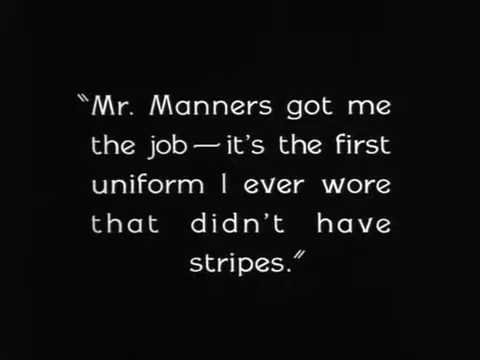 "Mr. Manners got me
the job—it's the first
uniform I ever wore
that didn't have
stripes."